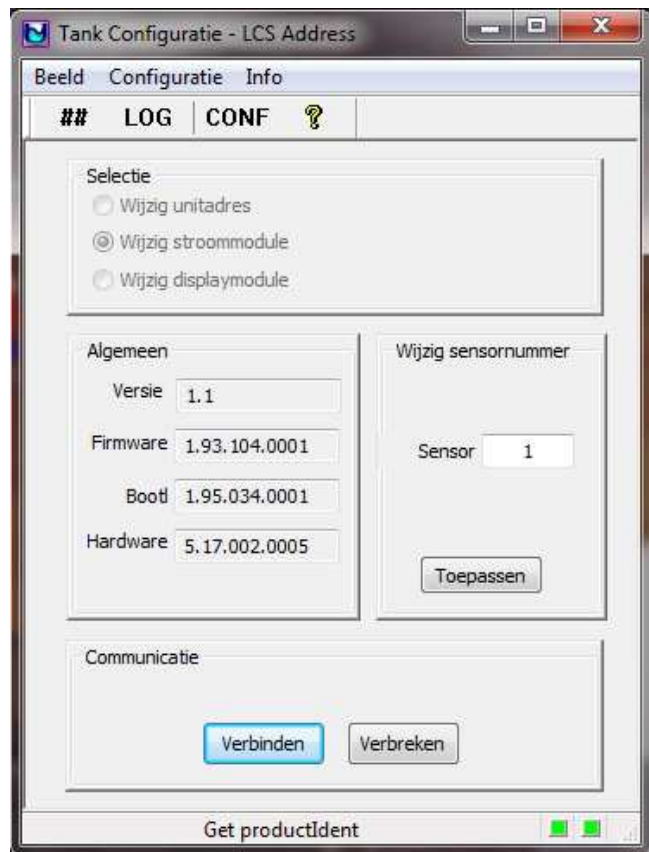 Tank Configuratie - LCS Address
Beeld Configuratie Info
## LOG CONF ?
Selectie
Wijzig unitadres
Wijzig stroommodule
Wijzig displaymodule
Algemeen
Versie 1.1
Firmware 1.93.104.0001
Bootl 1.95.034.0001
Hardware 5.17.002.0005
Wijzig sensornummer
Sensor 1
Toepassen
Communicatie
Verbinden Verbreken
Get productIdent